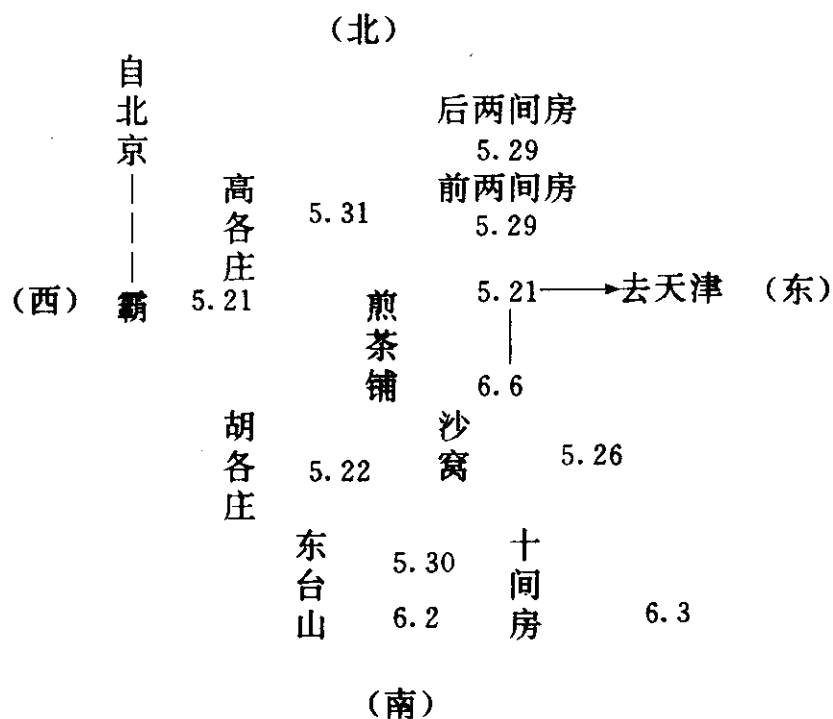 （北）
自北京———霸
后两间房
5.29
前两间房
5.29
高各庄
5.31
（西）
5.21
煎茶铺
5.21
去天津
（东）
6.6
胡各庄
5.22
沙窝
5.26
东台山
5.30
6.2
十间房
6.3
（南）